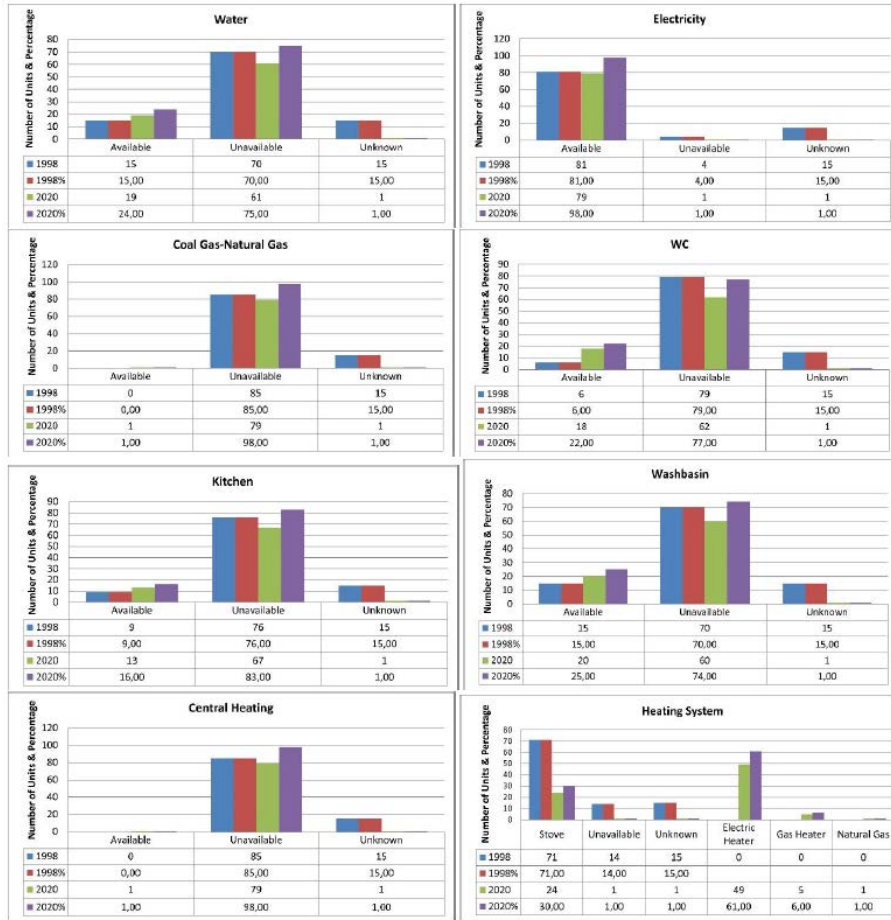 Water
Number of Units & Percentage
80
70
60
50
40
30
20
10
0
Available Unavailable Unknown
1998 15 70 15
1998% 15,00 70,00 15,00
2020 19 61 1
2020% 24,00 75,00 1,00
Electricity
Number of Units & Percentage
120
100
80
60
40
20
0
Available Unavailable Unknown
1998 81 4 15
1998% 81,00 4,00 15,00
2020 79 1 1
2020% 98,00 1,00 1,00
Coal Gas-Natural Gas
Number of Units & Percentage
120
100
80
60
40
20
0
Available Unavailable Unknown
1998 0 85 15
1998% 0,00 85,00 15,00
2020 1 79 1
2020% 1,00 98,00 1,00
WC
Number of Units & Percentage
90
80
70
60
50
40
30
20
10
0
Available Unavailable Unknown
1998 6 79 15
1998% 6,00 79,00 15,00
2020 18 62 1
2020% 22,00 77,00 1,00
Kitchen
Number of Units & Percentage
90
80
70
60
50
40
30
20
10
0
Available Unavailable Unknown
1998 9 76 15
1998% 9,00 76,00 15,00
2020 13 67 1
2020% 16,00 83,00 1,00
Washbasin
Number of Units & Percentage
80
70
60
50
40
30
20
10
0
Available Unavailable Unknown
1998 15 70 15
1998% 15,00 70,00 15,00
2020 20 60 1
2020% 25,00 74,00 1,00
Central Heating
Number of Units & Percentage
120
100
80
60
40
20
0
Available Unavailable Unknown
1998 0 85 15
1998% 0,00 85,00 15,00
2020 1 79 1
2020% 1,00 98,00 1,00
Heating System
Number of Units & Percentage
80
70
60
50
40
30
20
10
0
Stove Unavailable Unknown Electric Heater Gas Heater Natural Gas
1998 71 14 15 0 0 0
1998% 71,00 14,00 15,00
2020 24 1 1 49 5 1
2020% 30,00 1,00 1,00 61,00 6,00 1,00